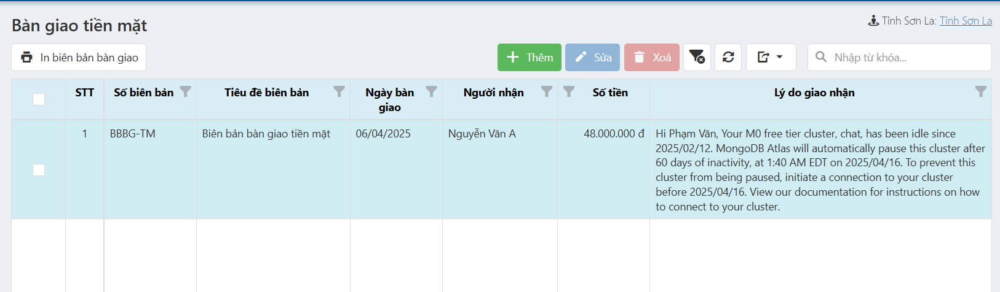 Bàn giao tiền mặt
Tỉnh Sơn La: Tỉnh Sơn La
In biên bản bàn giao
Thêm
Sửa
Xoá
Nhập từ khóa...
STT
Số biên bản
Tiêu đề biên bản
Ngày bàn
giao
Người nhận
Số tiền
Lý do giao nhận
1
BBBG-TM
Biên bản bàn giao tiền mặt
06/04/2025
Nguyễn Văn A
48.000.000 đ
Hi Phạm Văn, Your M0 free tier cluster, chat, has been idle since
2025/02/12. MongoDB Atlas will automatically pause this cluster after
60 days of inactivity, at 1:40 AM EDT on 2025/04/16. To prevent this
cluster from being paused, initiate a connection to your cluster
before 2025/04/16. View our documentation for instructions on how
to connect to your cluster.